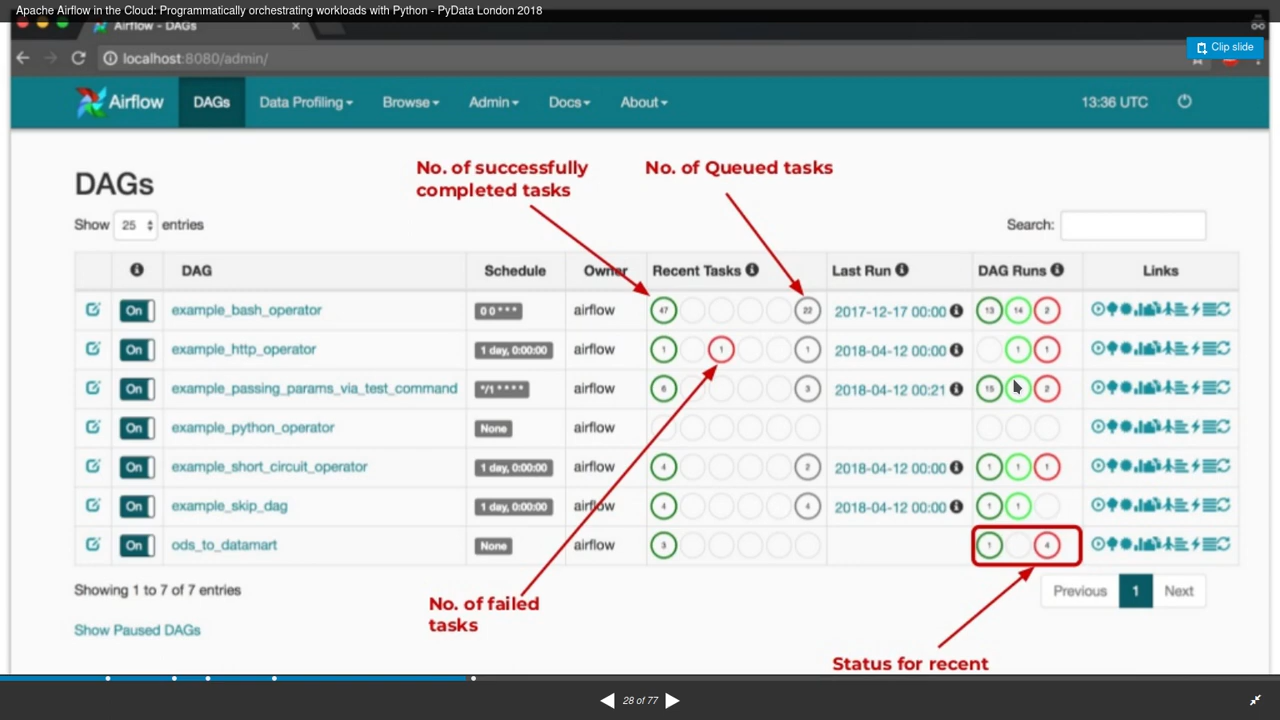 Apache Airflow in the Cloud: Programmatically orchestrating workloads with Python - PyData London 2018
Airflow - DAGs
Clip slide
localhost:8080/admin/
Airflow DAGs Data Profiling Browse Admin Docs About 13:36 UTC
No. of successfully
completed tasks
No. of Queued tasks
DAGs
Show 25 entries Search:
DAG Schedule Owner Recent Tasks Last Run DAG Runs Links
On example_bash_operator 0 0 * * * airflow 47 22 2017-12-17 00:00 13 14 2
On example_http_operator 1 day, 0:00:00 airflow 1 1 1 2018-04-12 00:00 1 1
On example_passing_params_via_test_command */1 * * * * airflow 6 3 2018-04-12 00:21 15 2
On example_python_operator None airflow
On example_short_circuit_operator 1 day, 0:00:00 airflow 4 2 2018-04-12 00:00 1 1 1
On example_skip_dag 1 day, 0:00:00 airflow 4 4 2018-04-12 00:00 1 1
On ods_to_datamart None airflow 3 1 4
Showing 1 to 7 of 7 entries
Previous 1 Next
No. of failed
tasks
Show Paused DAGs
Status for recent
28 of 77